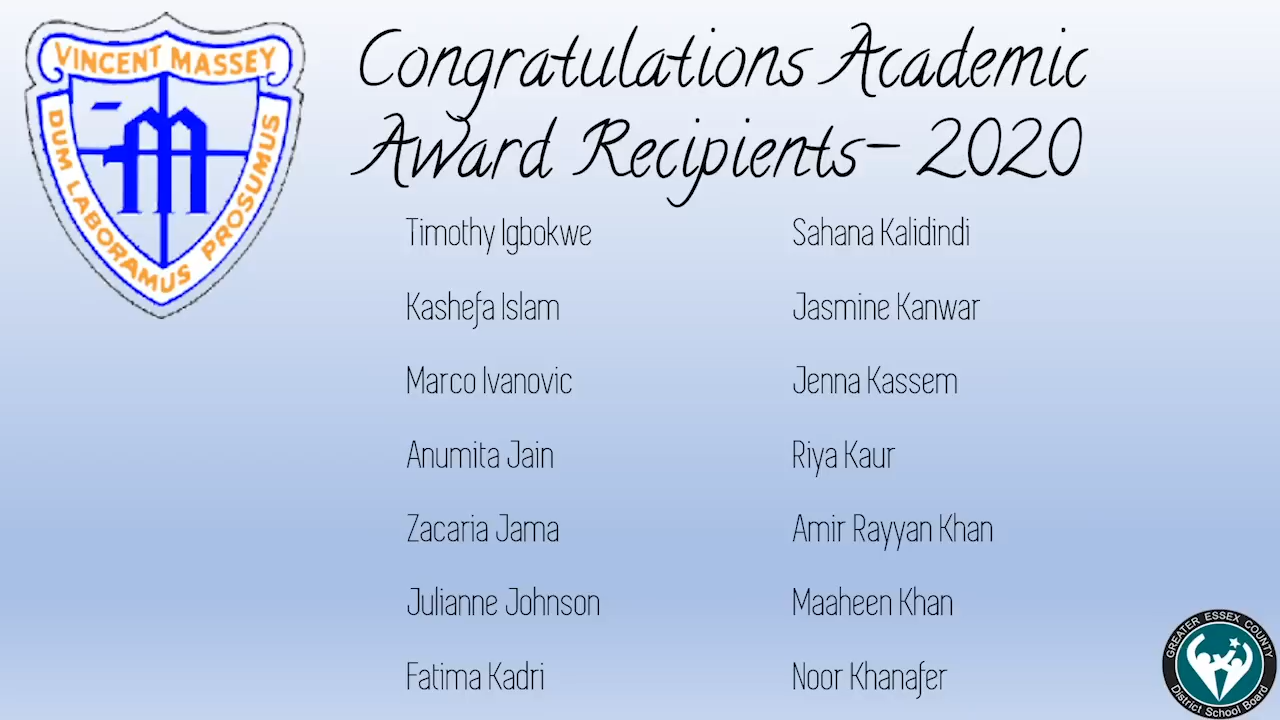 VINCENT MASSEY
DUM LABORAMUS PROSUMUS
M
Congratulations Academic
Award Recipients- 2020
Timothy Igbokwe
Kashefa Islam
Marco Ivanovic
Anumita Jain
Zacaria Jama
Julianne Johnson
Fatima Kadri
Sahana Kalidindi
Jasmine Kanwar
Jenna Kassem
Riya Kaur
Amir Rayyan Khan
Maaheen Khan
Noor Khanafer
GREATER ESSEX COUNTY
District School Board